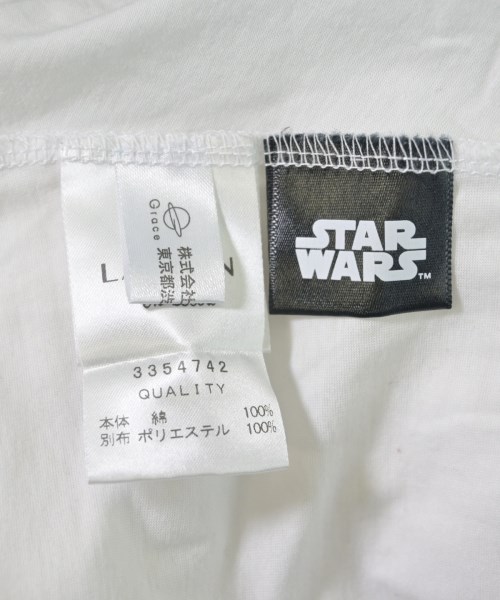 Grace
株式会社
東京都渋
3354742
QUALITY
本体 綿 100%
別布 ポリエステル 100%
STAR
WARS™